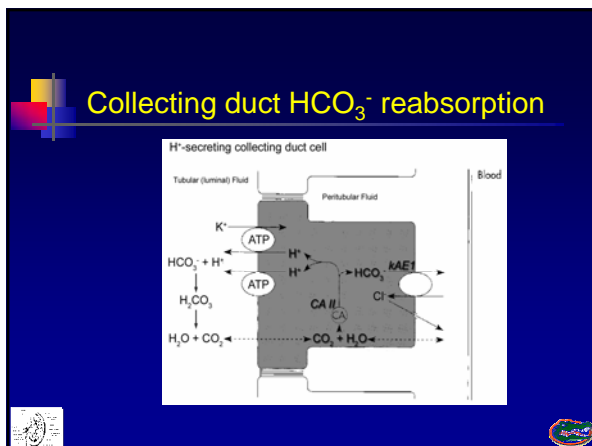 Collecting duct HCO₃⁻ reabsorption
H⁺-secreting collecting duct cell
Blood
Tubular (luminal) Fluid
Peritubular Fluid
K⁺
ATP
H⁺
HCO₃⁻ + H⁺
H⁺
HCO₃⁻
kAE1
ATP
CA II
Cl⁻
H₂CO₃
CA
H₂O + CO₂
CO₂ + H₂O